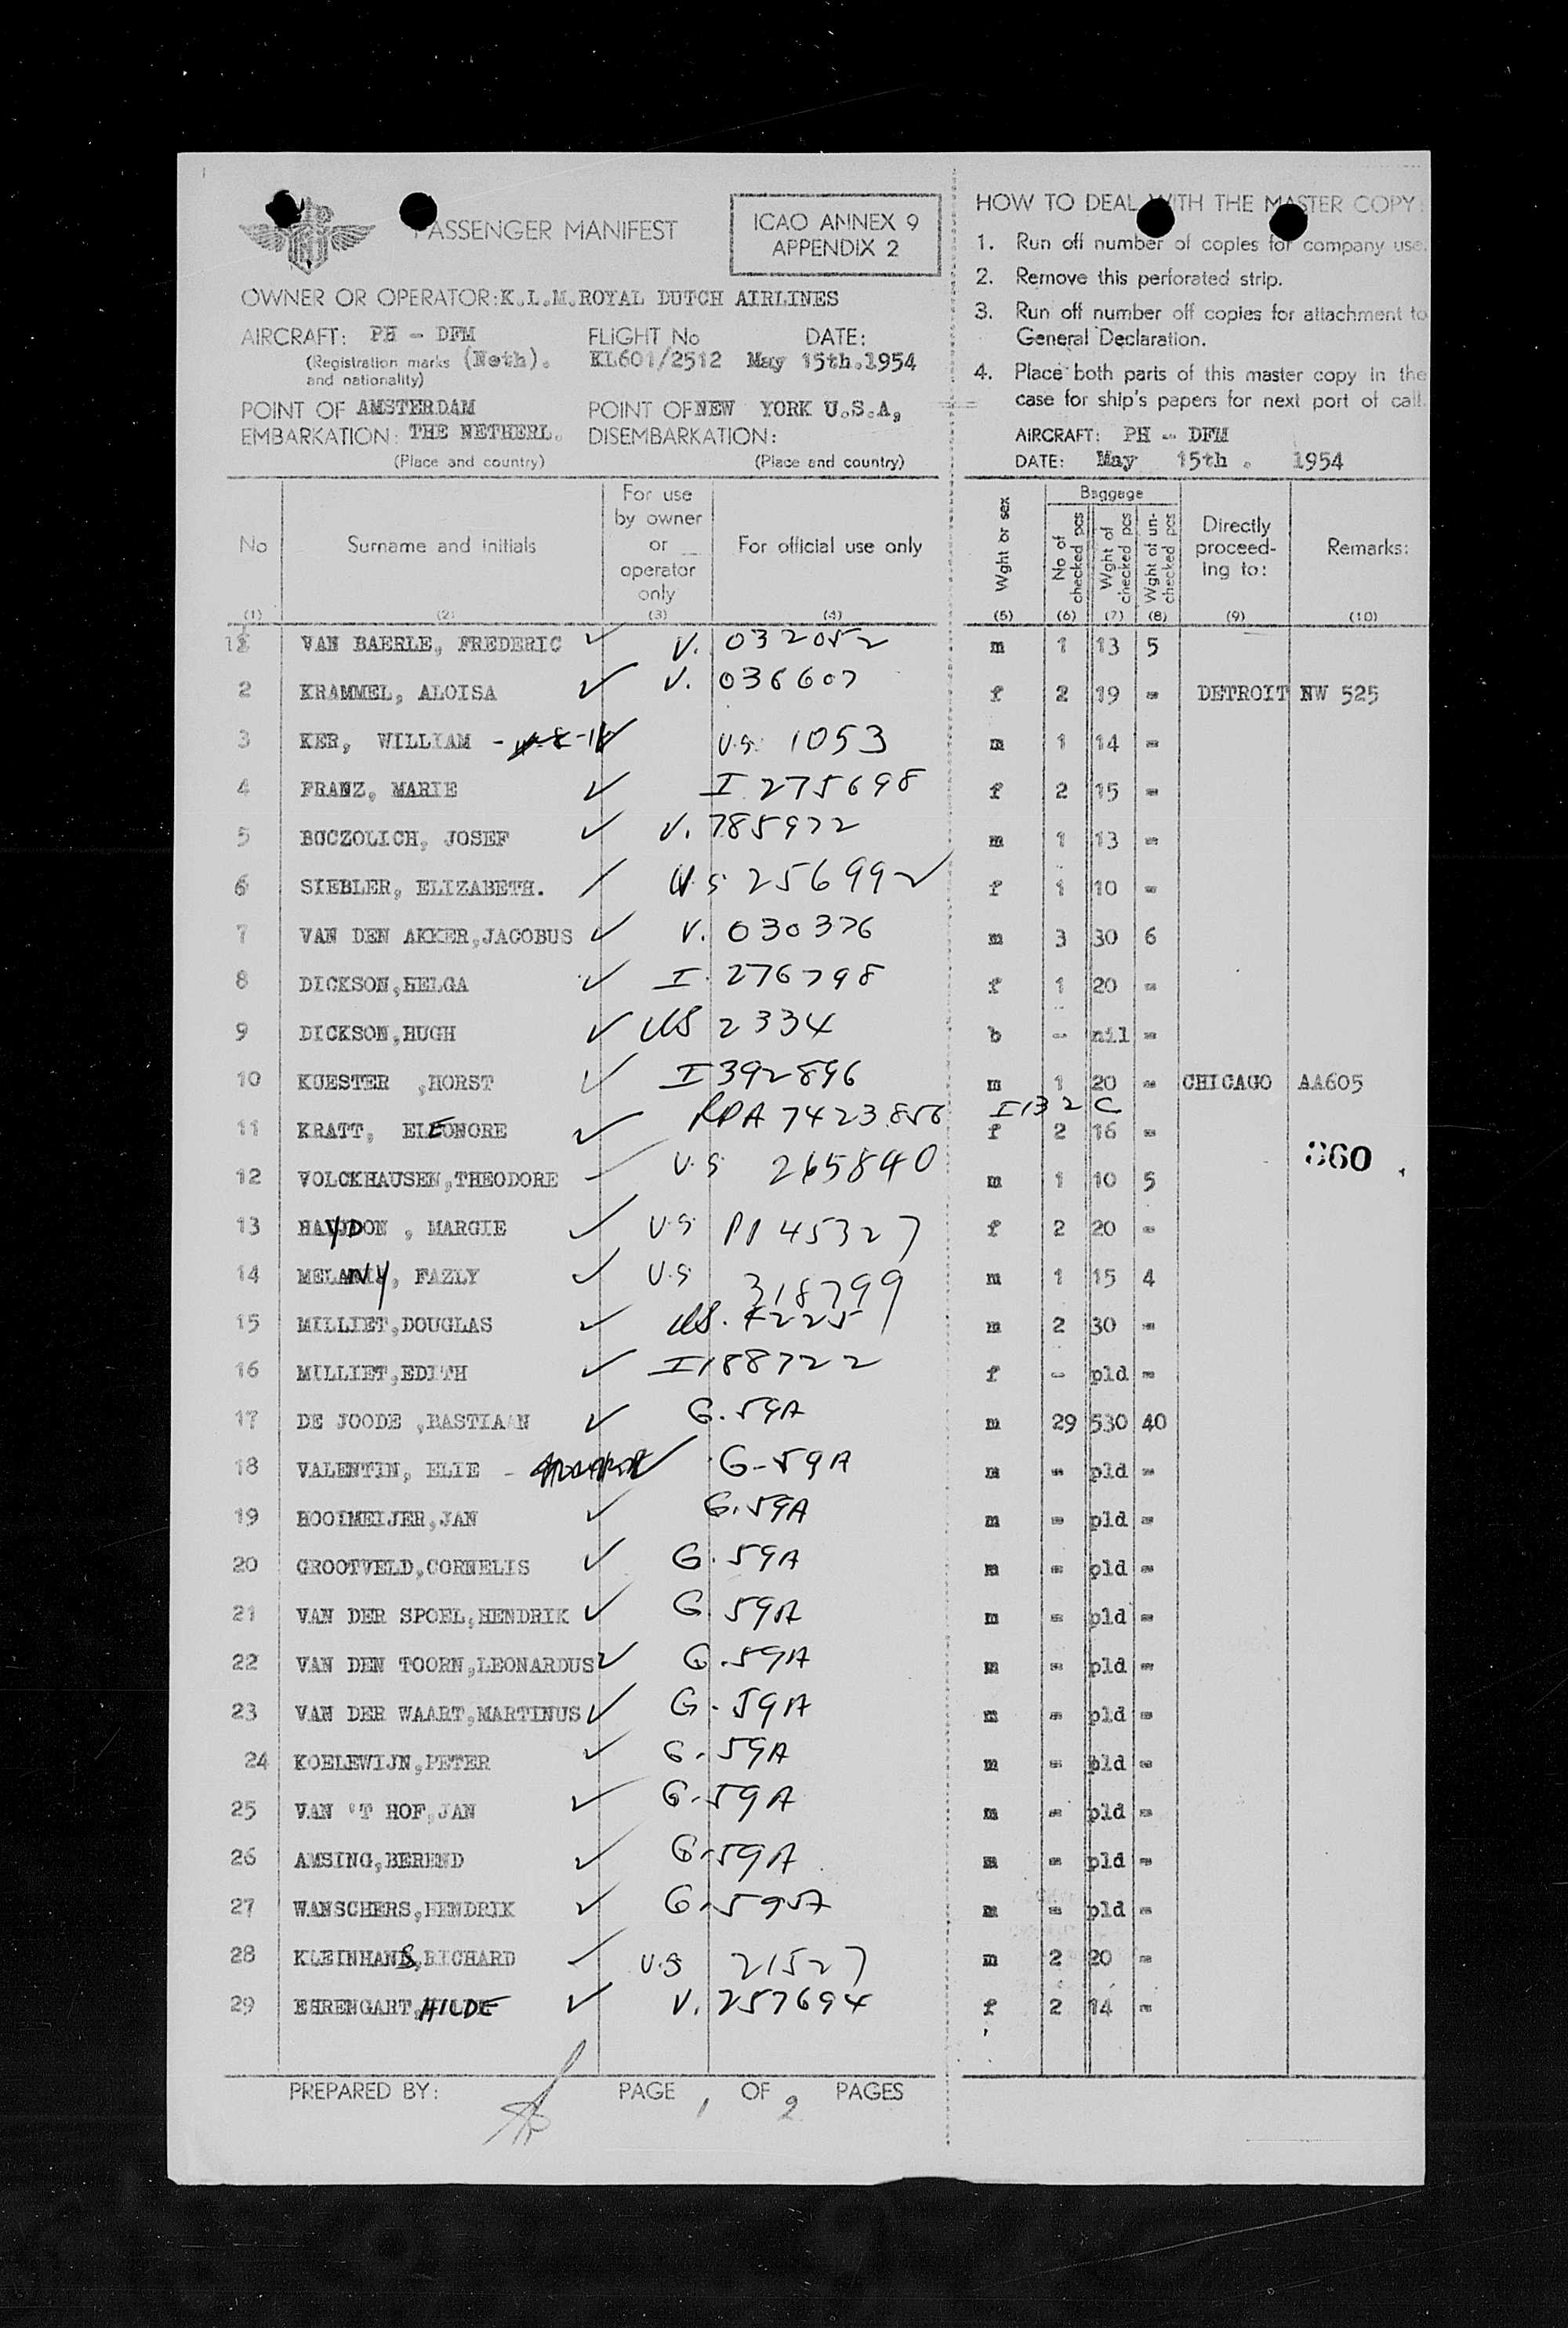 PASSENGER MANIFEST
ICAO ANNEX 9
APPENDIX 2
OWNER OR OPERATOR: K.L.M. ROYAL DUTCH AIRLINES
AIRCRAFT: PH - DFM FLIGHT No DATE:
(Registration marks (Neth). KL601/2512 May 15th.1954
and nationality)
POINT OF AMSTERDAM POINT OF NEW YORK U.S.A,
EMBARKATION: THE NETHERL. DISEMBARKATION:
(Place and country) (Place and country)
HOW TO DEAL WITH THE MASTER COPY:
1. Run off number of copies for company use.
2. Remove this perforated strip.
3. Run off number off copies for attachment to
General Declaration.
4. Place both parts of this master copy in the
case for ship's papers for next port of call.
AIRCRAFT: PH - DFM
DATE: May 15th. 1954
No Surname and initials For use by owner or operator only For official use only Wght or sex Baggage No of checked pcs Wght of checked pcs Wght of un-checked pcs Directly proceed-ing to: Remarks:
(1) (2) (3) (4) (5) (6) (7) (8) (9) (10)
VAN BAERLE, FREDERIC V. 032052 m 1 13 5
2 KRAMMEL, ALOISA V. 036607 f 2 19 - DETROIT NW 525
3 KER, WILLIAM - U.S. 1053 m 1 14 -
4 FRANZ, MARIE I 275698 f 2 15 -
5 BUCZOLICH, JOSEF V. 785972 m 1 13 -
6 SIEBLER, ELIZABETH. U.S 256992 f 1 10 -
7 VAN DEN AKKER,JACOBUS V. 030376 m 3 30 6
8 DICKSON,HELGA I. 276798 f 1 20 -
9 DICKSON,HUGH US 2334 b - nil -
10 KUESTER ,HORST I 392896 m 1 20 - CHICAGO AA605
11 KRATT, ELEONORE RPA 7423856 I132 C f 2 16 -
860
12 VOLCKHAUSEN,THEODORE U.S 265840 m 1 10 5
13 HAYDON , MARGIE U.S P145327 f 2 20 -
14 MELANY, FAZLY U.S 318799 m 1 15 4
15 MILLIET,DOUGLAS US. 4225 m 2 30 -
16 MILLIET,EDITH I188722 f - pld -
17 DE JOODE ,BASTIAAN G.59A m 29 530 40
18 VALENTIN, ELIE - G-59A m - pld -
19 ROOIMEIJER,JAN G.59A m - pld -
20 GROOTVELD,CORNELIS G.59A m - pld -
21 VAN DER SPOEL,HENDRIK G 59A m - pld -
22 VAN DEN TOORN,LEONARDUS G.59A m - pld -
23 VAN DER WAART,MARTINUS G-59A m - pld -
24 KOELEWIJN,PETER G.59A m - pld -
25 VAN 'T HOF,JAN G-59A m - pld -
26 AMSING,BEREND G-59A m - pld -
27 WANSCHERS,HENDRIK G-59A m - pld -
28 KLEINHANS,RICHARD U.S 21527 m 2 20 -
29 EHRENGART,HILDE V. 257694 f 2 14 -
PREPARED BY: PAGE 1 OF 2 PAGES